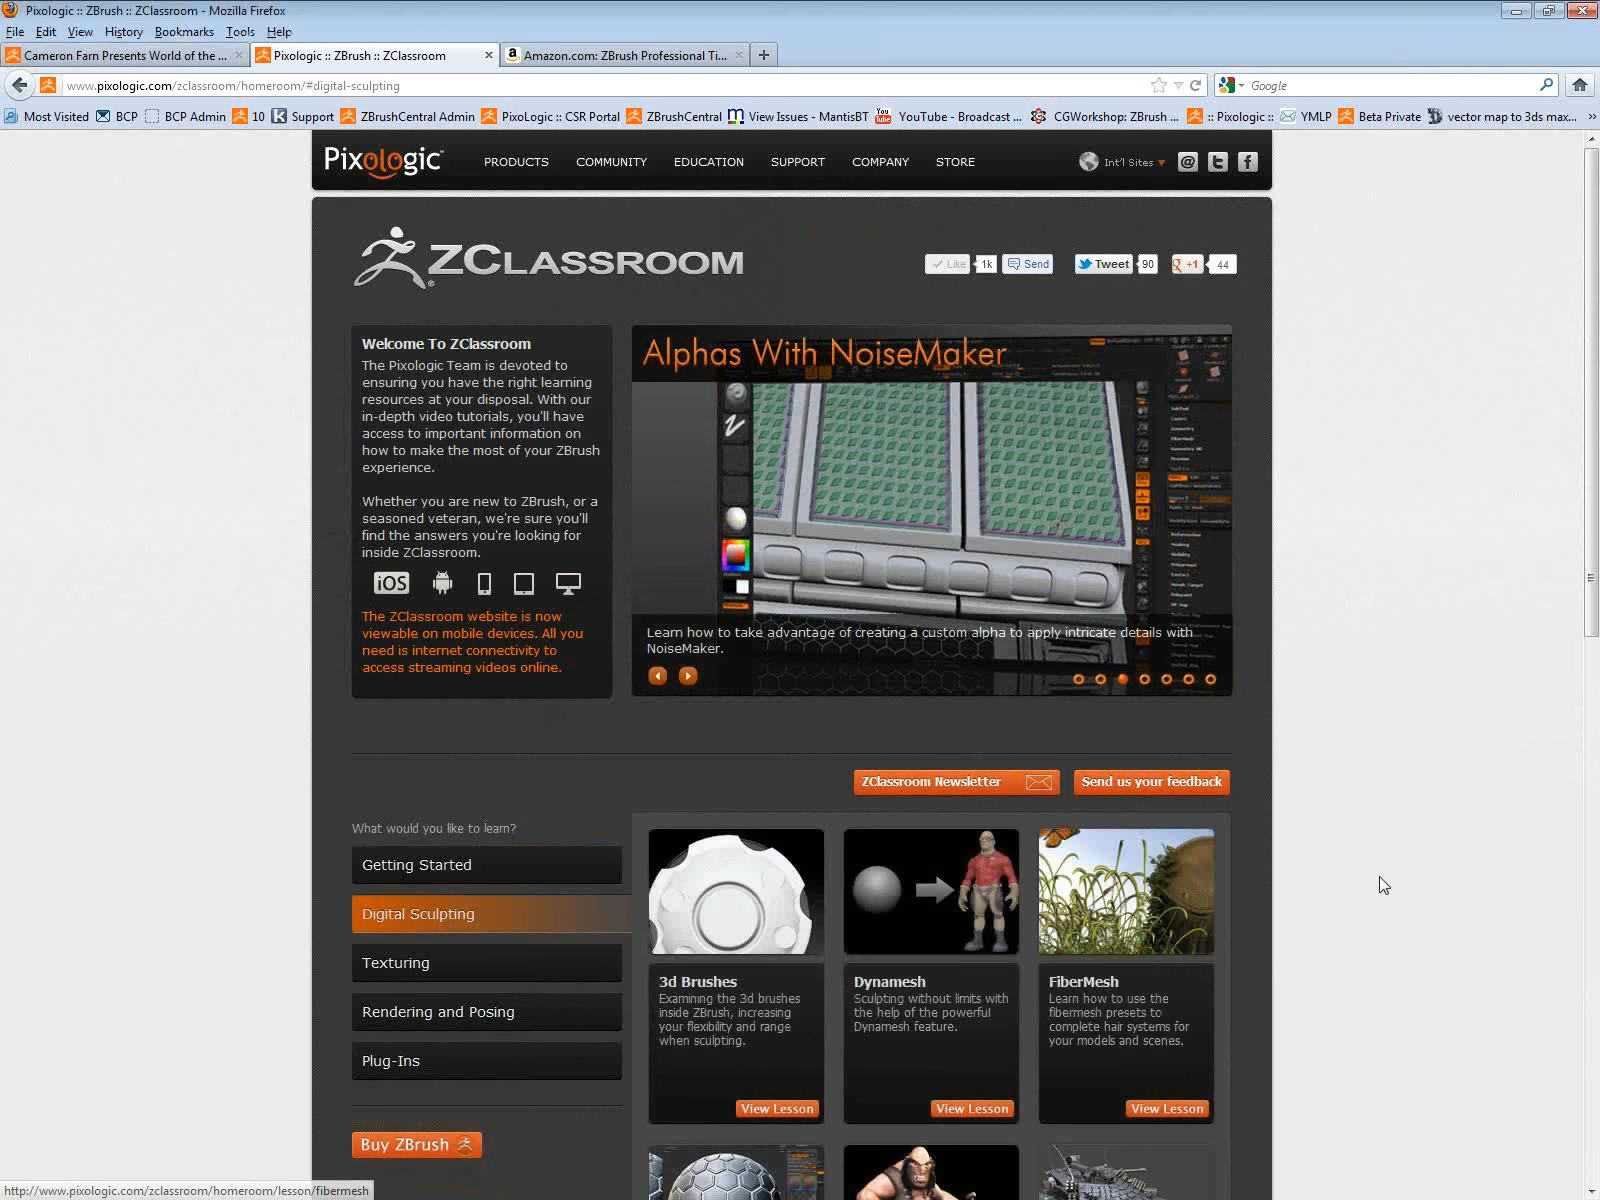 Pixologic :: ZBrush :: ZClassroom - Mozilla Firefox
File Edit View History Bookmarks Tools Help
Cameron Farn Presents World of the ...
Pixologic :: ZBrush :: ZClassroom
Amazon.com: ZBrush Professional Ti...
www.pixologic.com/zclassroom/homeroom/#digital-sculpting
Google
Most Visited BCP BCP Admin 10 Support ZBrushCentral Admin PixoLogic :: CSR Portal ZBrushCentral View Issues - MantisBT YouTube - Broadcast ... CGWorkshop: ZBrush ... :: Pixologic :: YMLP Beta Private vector map to 3ds max...
Pixologic
PRODUCTS COMMUNITY EDUCATION SUPPORT COMPANY STORE
Int'l Sites
ZCLASSROOM
Like 1k Send Tweet 90 +1 44
Welcome To ZClassroom
The Pixologic Team is devoted to
ensuring you have the right learning
resources at your disposal. With our
in-depth video tutorials, you'll have
access to important information on
how to make the most of your ZBrush
experience.
Whether you are new to ZBrush, or a
seasoned veteran, we're sure you'll
find the answers you're looking for
inside ZClassroom.
iOS
The ZClassroom website is now
viewable on mobile devices. All you
need is internet connectivity to
access streaming videos online.
Alphas With NoiseMaker
Learn how to take advantage of creating a custom alpha to apply intricate details with
NoiseMaker.
ZClassroom Newsletter
Send us your feedback
What would you like to learn?
Getting Started
Digital Sculpting
Texturing
Rendering and Posing
Plug-Ins
Buy ZBrush
3d Brushes
Examining the 3d brushes
inside ZBrush, increasing
your flexibility and range
when sculpting.
View Lesson
Dynamesh
Sculpting without limits with
the help of the powerful
Dynamesh feature.
View Lesson
FiberMesh
Learn how to use the
fibermesh presets to
complete hair systems for
your models and scenes.
View Lesson
http://www.pixologic.com/zclassroom/homeroom/lesson/fibermesh